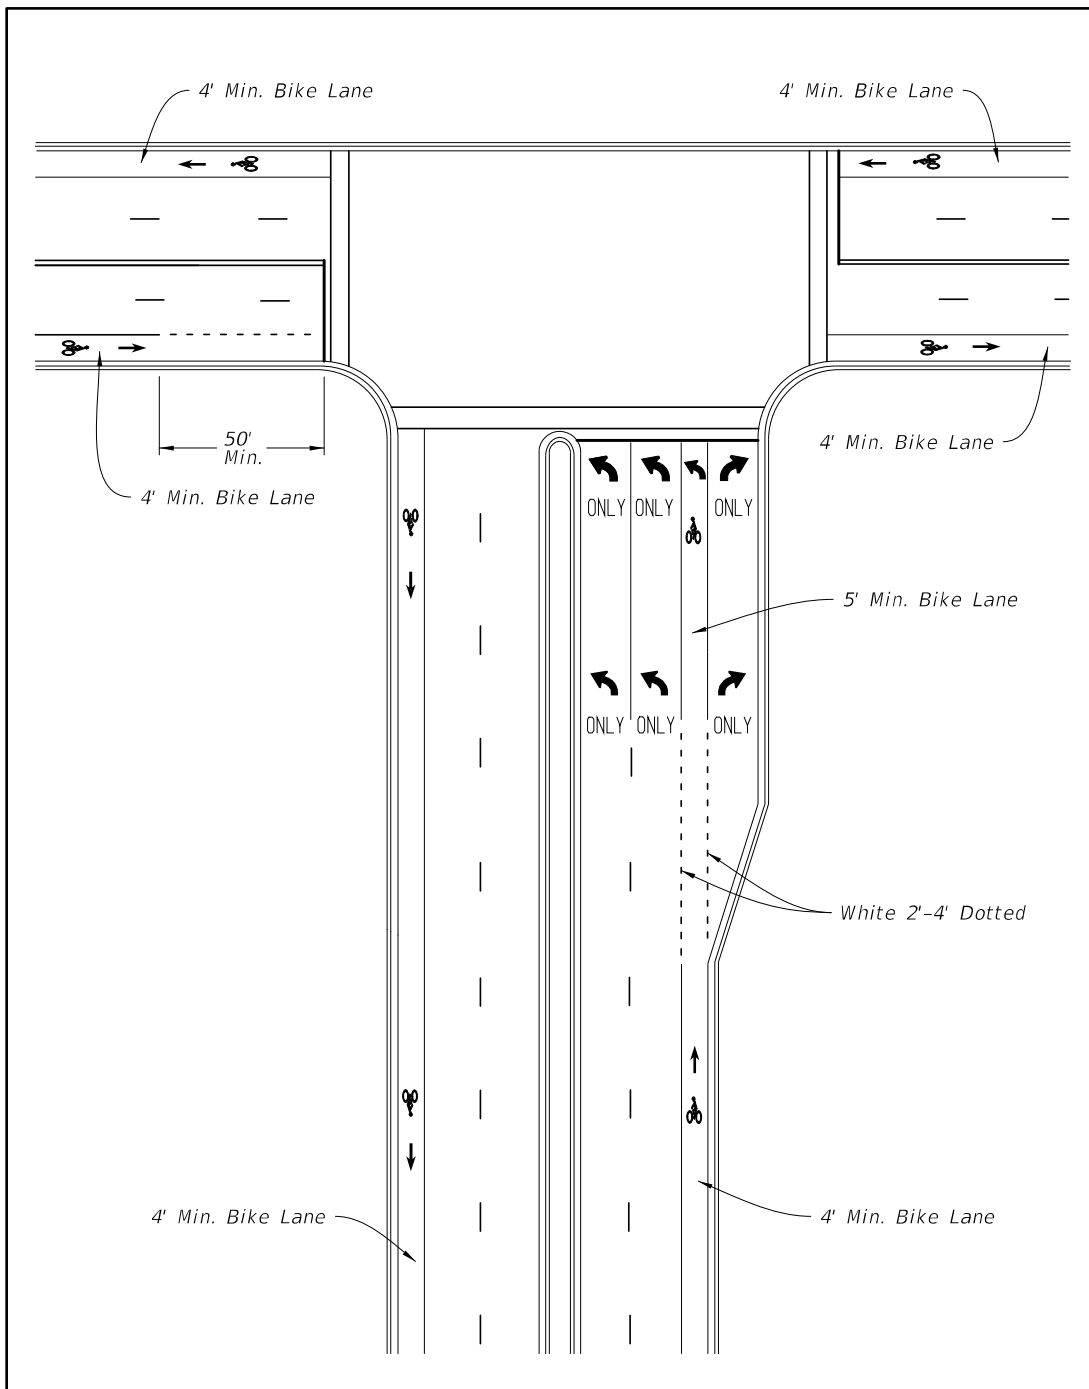 4' Min. Bike Lane
4' Min. Bike Lane
50'
Min.
4' Min. Bike Lane
4' Min. Bike Lane
ONLY ONLY ONLY
5' Min. Bike Lane
ONLY ONLY ONLY
White 2'-4' Dotted
4' Min. Bike Lane
4' Min. Bike Lane